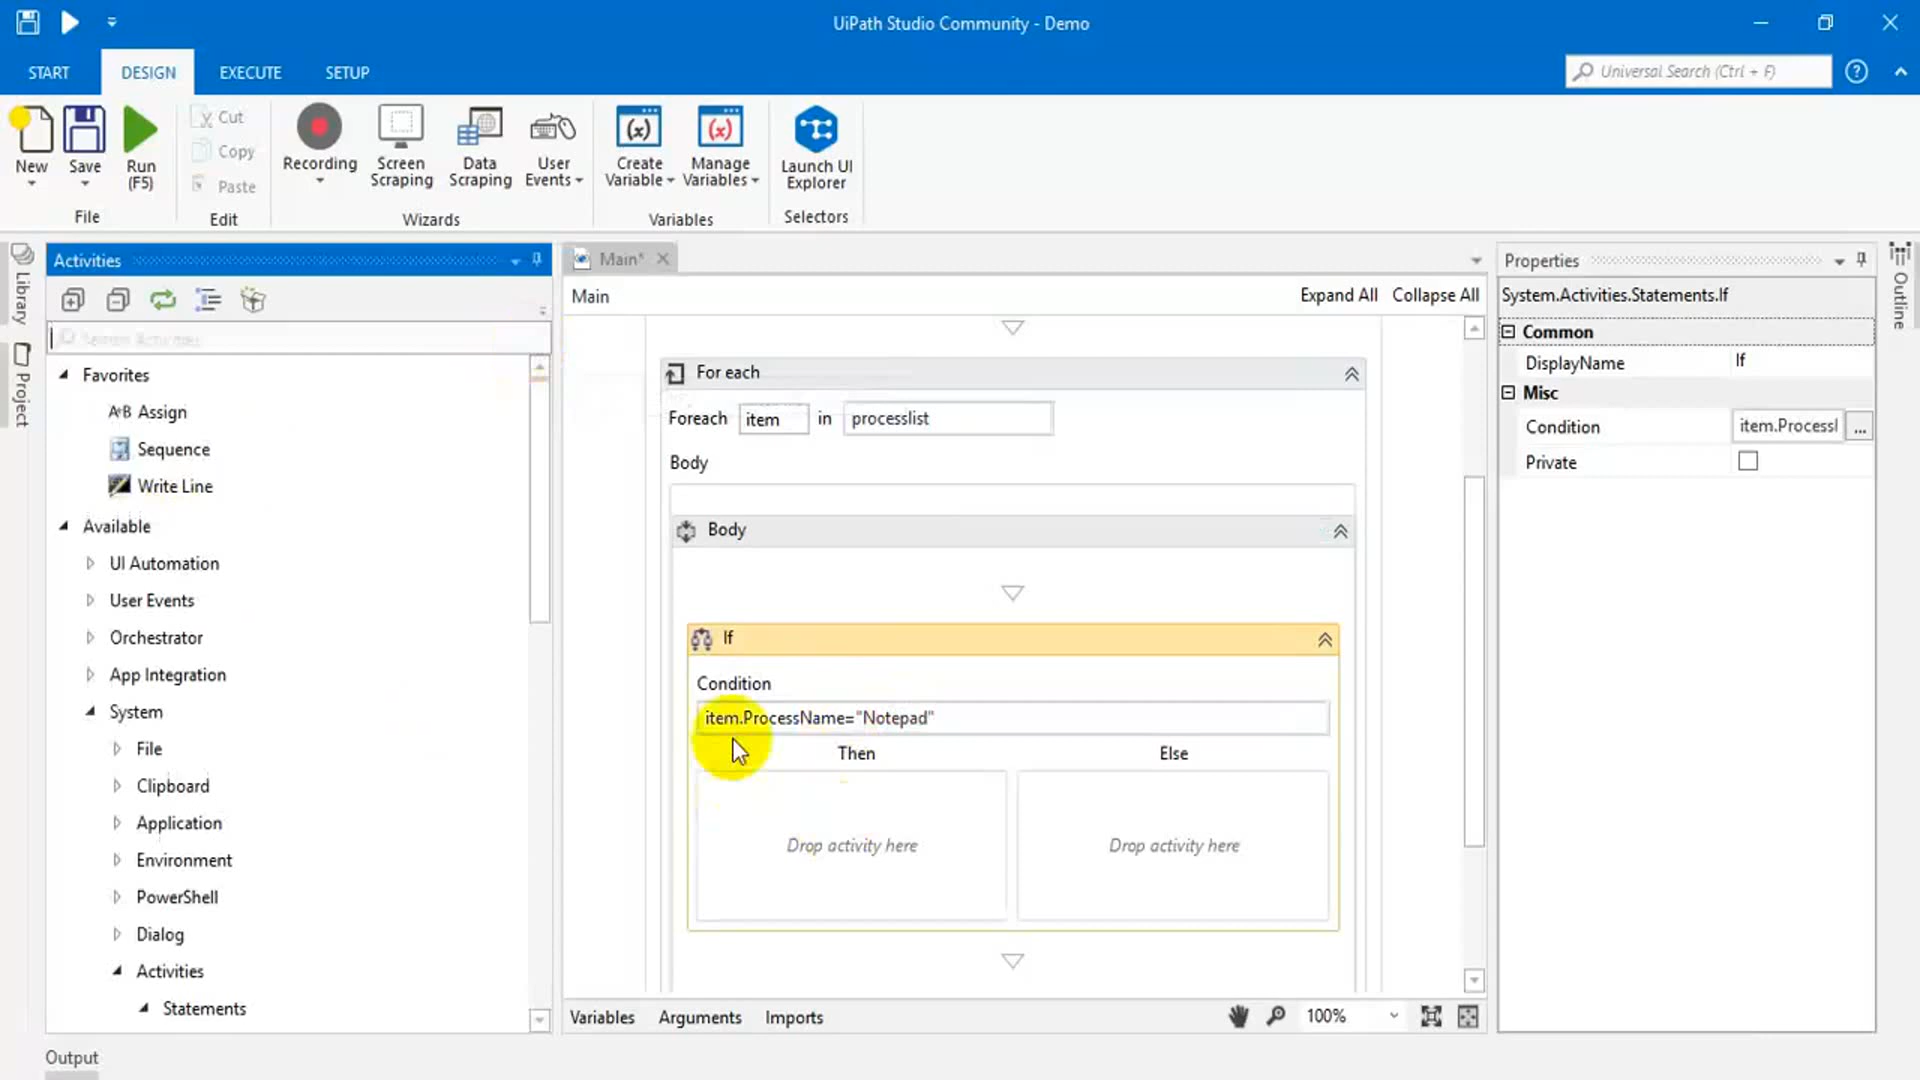 UiPath Studio Community - Demo
START
DESIGN
EXECUTE
SETUP
Universal Search (Ctrl + F)
New
Save
Run
(F5)
File
Cut
Copy
Paste
Edit
Recording
Screen
Scraping
Data
Scraping
User
Events
Wizards
Create
Variable
Manage
Variables
Variables
Launch UI
Explorer
Selectors
Library
Project
Activities
Search Activities
Favorites
A+B Assign
Sequence
Write Line
Available
UI Automation
User Events
Orchestrator
App Integration
System
File
Clipboard
Application
Environment
PowerShell
Dialog
Activities
Statements
Main*
Main
Expand All
Collapse All
For each
Foreach item in processlist
Body
Body
If
Condition
item.ProcessName="Notepad"
Then
Else
Drop activity here
Drop activity here
Variables
Arguments
Imports
100%
Properties
System.Activities.Statements.If
Common
DisplayName If
Misc
Condition item.Processl ...
Private
Outline
Output